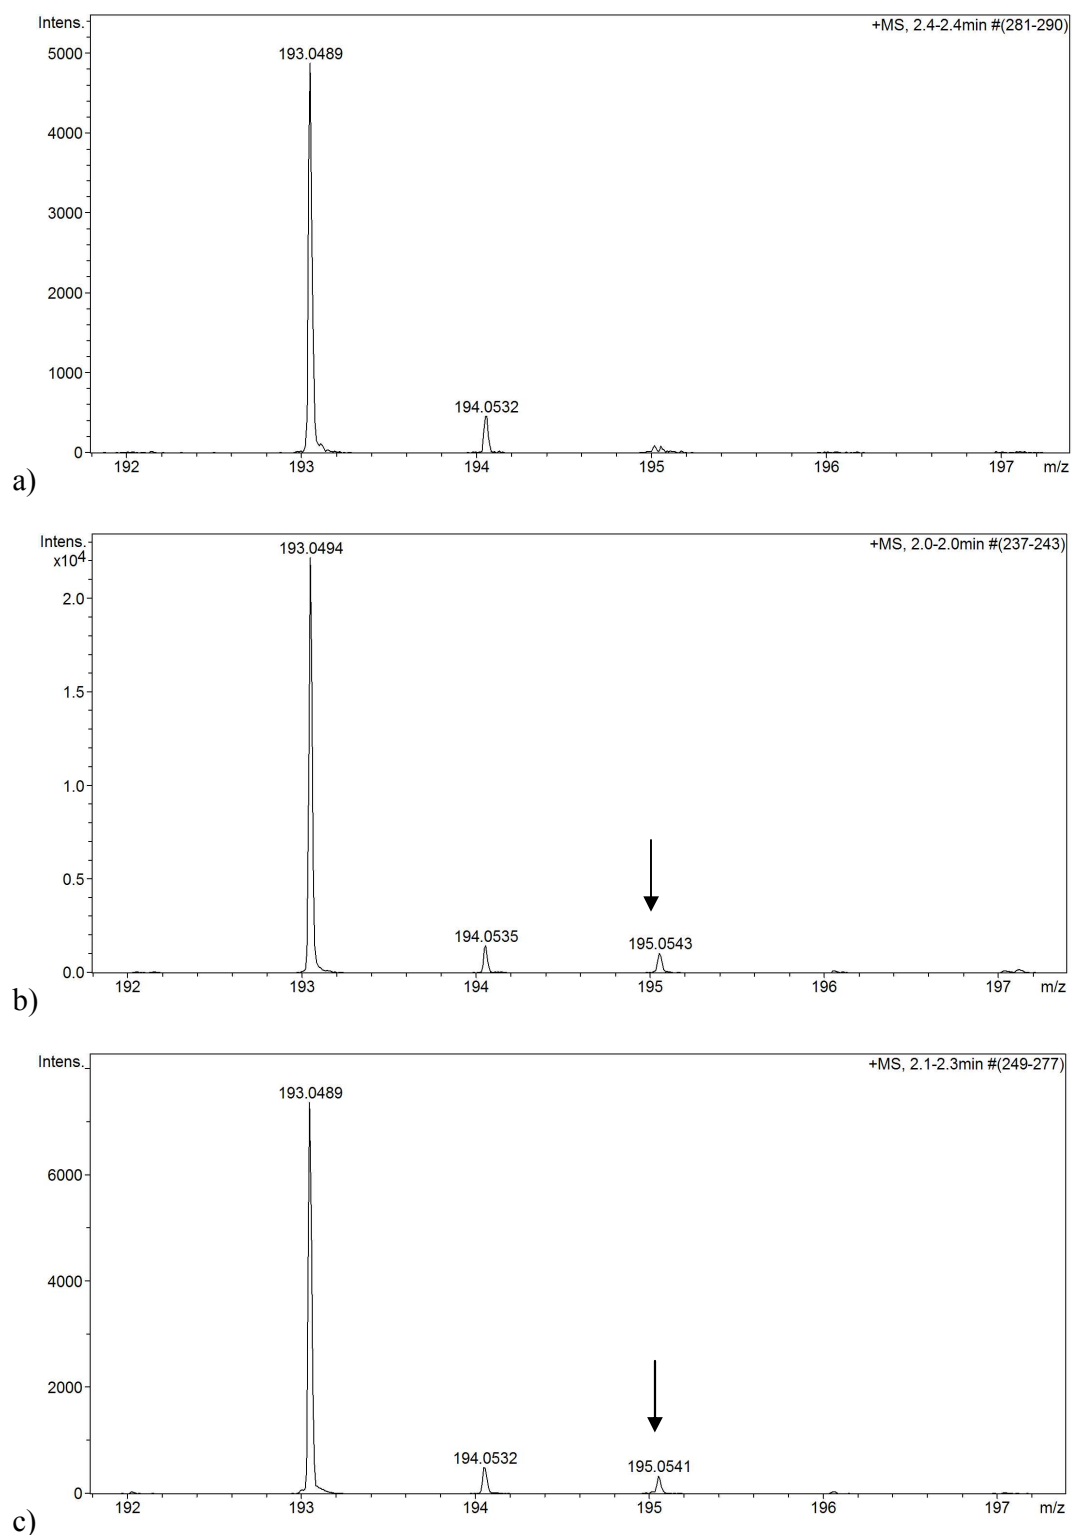 Intens.
+MS, 2.4-2.4min #(281-290)
193.0489
5000
4000
3000
2000
1000
194.0532
0
192 193 194 195 196 197 m/z
a)
Intens.
x10⁴
+MS, 2.0-2.0min #(237-243)
193.0494
2.0
1.5
1.0
0.5
194.0535
195.0543
0.0
192 193 194 195 196 197 m/z
b)
Intens.
+MS, 2.1-2.3min #(249-277)
193.0489
6000
4000
2000
194.0532
195.0541
0
192 193 194 195 196 197 m/z
c)